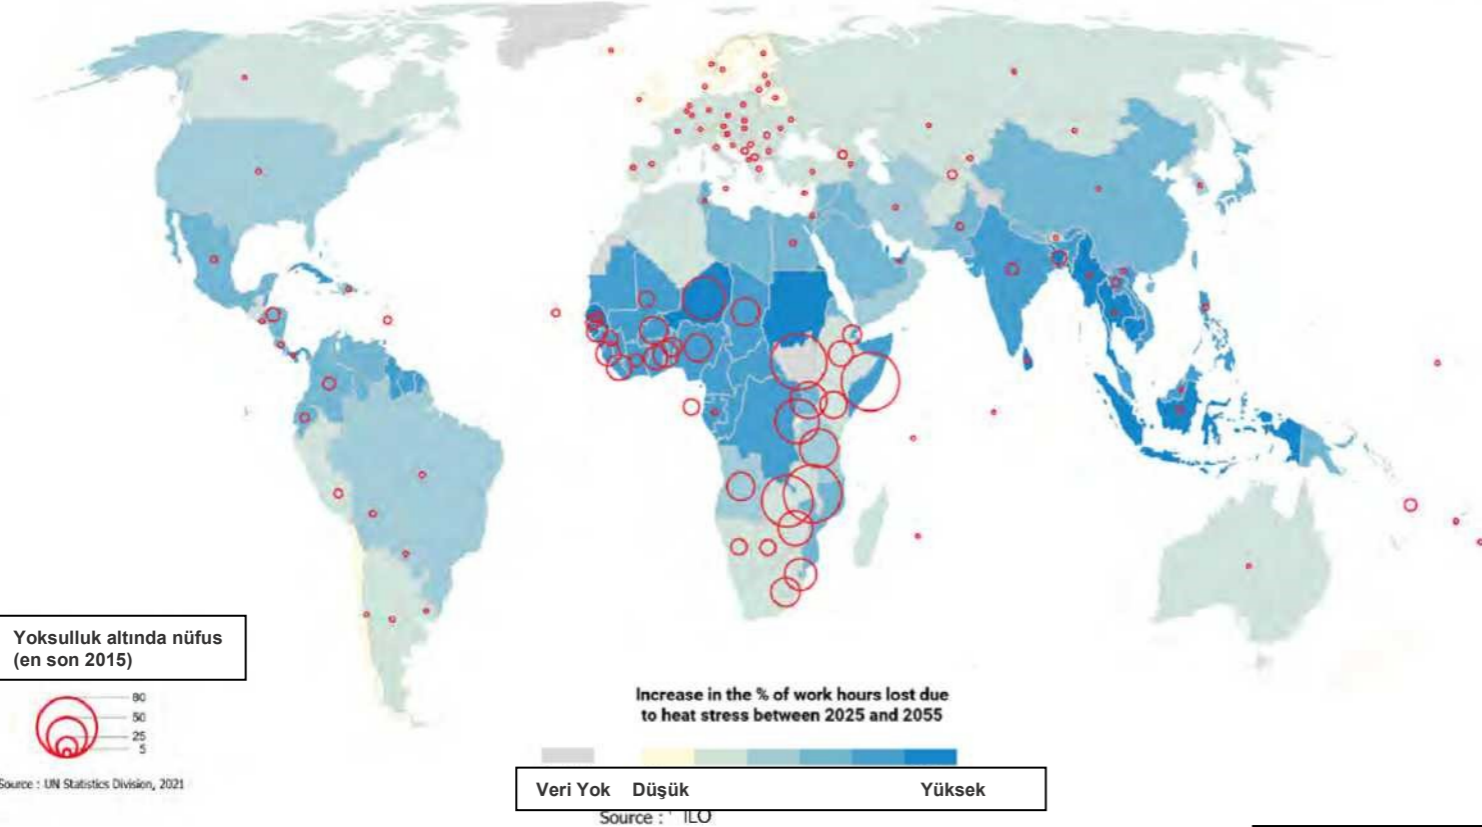 Yoksulluk altında nüfus
(en son 2015)
80
50
25
5
Source : UN Statistics Division, 2021
Increase in the % of work hours lost due
to heat stress between 2025 and 2055
Veri Yok Düşük Yüksek
Source : ILO